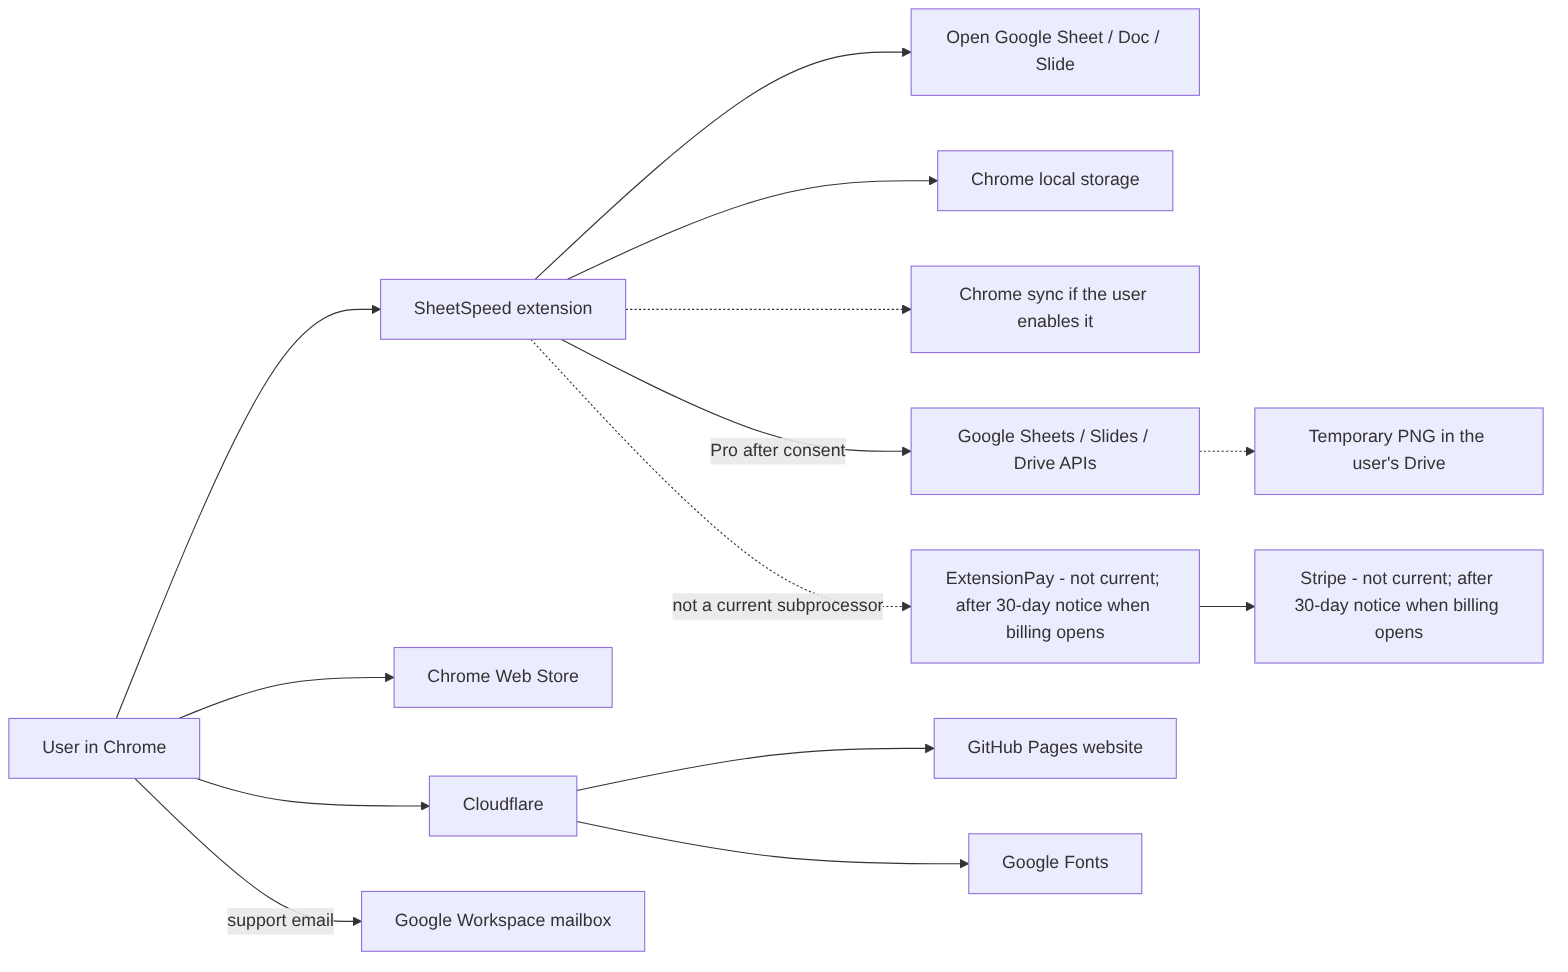 Open Google Sheet / Doc /
Slide
Chrome local storage
SheetSpeed extension
Chrome sync if the user
enables it
Pro after consent
Google Sheets / Slides /
Drive APIs
Temporary PNG in the
user's Drive
not a current subprocessor
ExtensionPay - not current;
after 30-day notice when
billing opens
Stripe - not current; after
30-day notice when billing
opens
Chrome Web Store
User in Chrome
GitHub Pages website
Cloudflare
Google Fonts
support email
Google Workspace mailbox